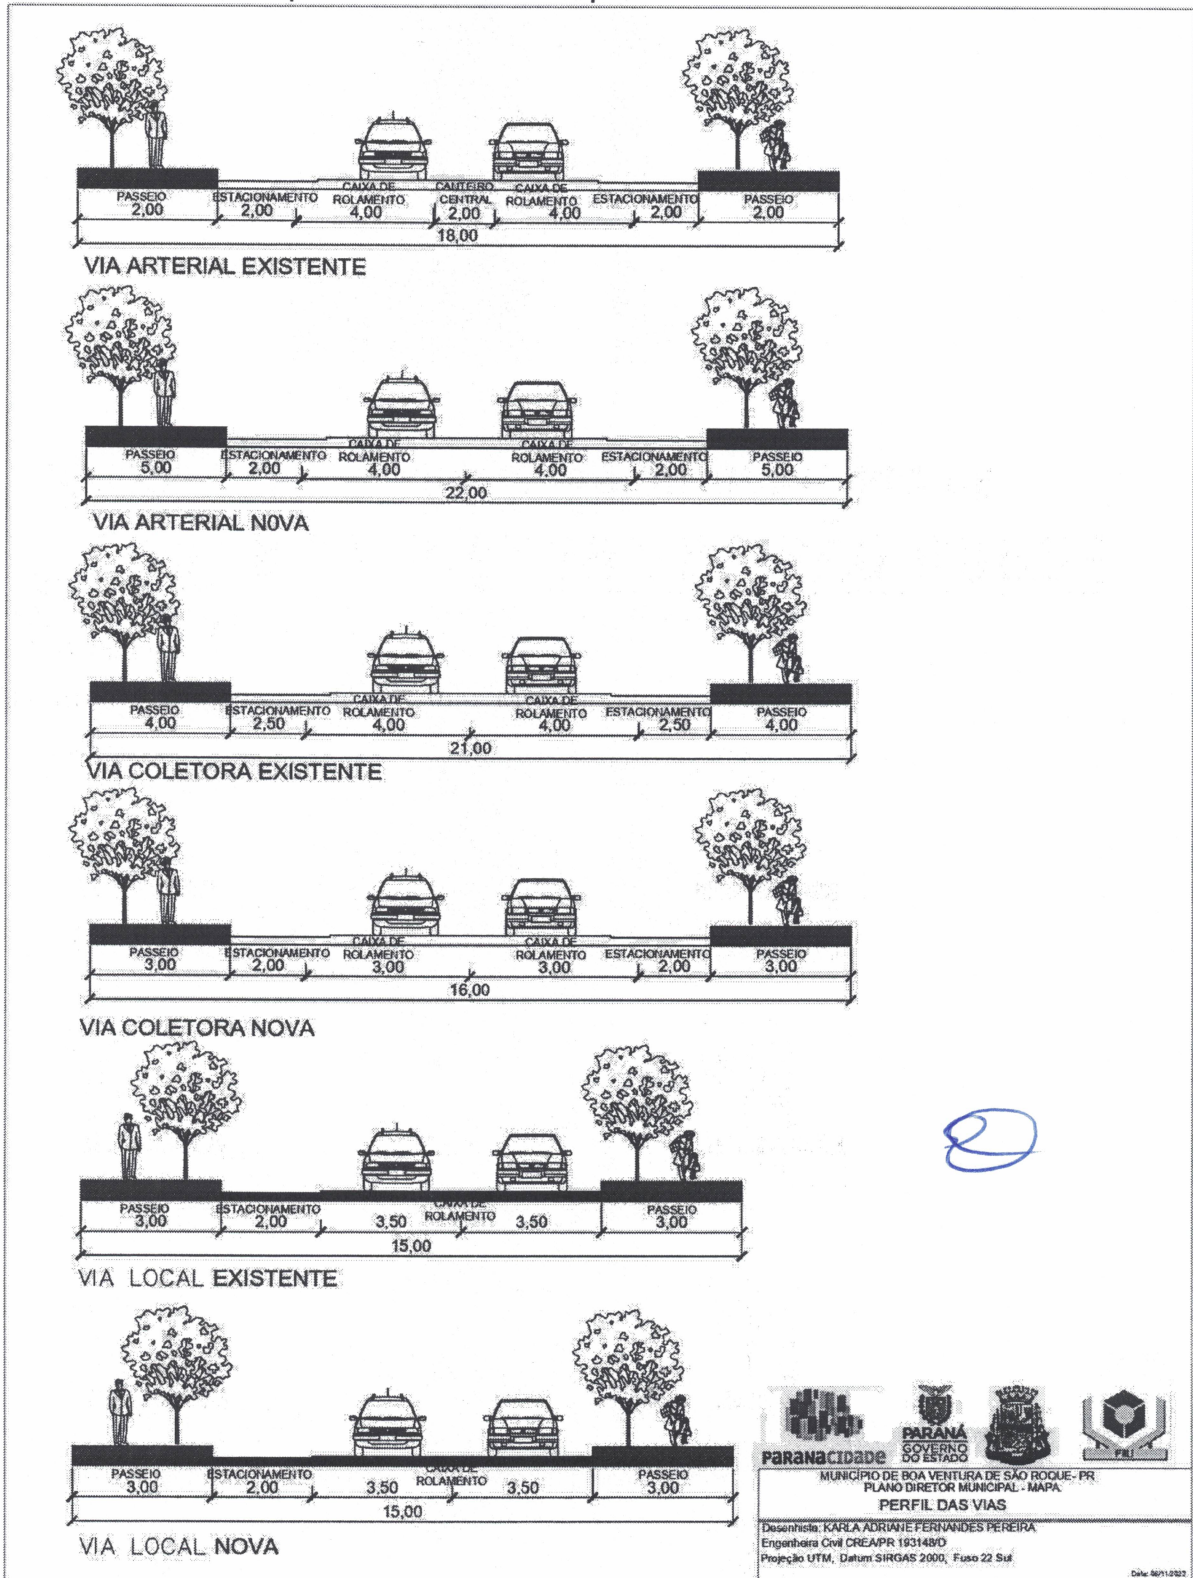 PASSEIO ESTACIONAMENTO CAIXA DE ROLAMENTO CANTEIRO CENTRAL CAIXA DE ROLAMENTO ESTACIONAMENTO PASSEIO
2,00 2,00 4,00 2,00 4,00 2,00 2,00
18,00
VIA ARTERIAL EXISTENTE
PASSEIO ESTACIONAMENTO CAIXA DE ROLAMENTO CAIXA DE ROLAMENTO ESTACIONAMENTO PASSEIO
5,00 2,00 4,00 4,00 2,00 5,00
22,00
VIA ARTERIAL N0VA
PASSEIO ESTACIONAMENTO CAIXA DE ROLAMENTO CAIXA DE ROLAMENTO ESTACIONAMENTO PASSEIO
4,00 2,50 4,00 4,00 2,50 4,00
21,00
VIA COLETORA EXISTENTE
PASSEIO ESTACIONAMENTO CAIXA DE ROLAMENTO CAIXA DE ROLAMENTO ESTACIONAMENTO PASSEIO
3,00 2,00 3,00 3,00 2,00 3,00
16,00
VIA COLETORA NOVA
PASSEIO ESTACIONAMENTO CAIXA DE ROLAMENTO PASSEIO
3,00 2,00 3,50 3,50 3,00
15,00
VIA LOCAL EXISTENTE
PASSEIO ESTACIONAMENTO CAIXA DE ROLAMENTO PASSEIO
3,00 2,00 3,50 3,50 3,00
15,00
VIA LOCAL NOVA
PARANACIDADE
PARANÁ
GOVERNO
DO ESTADO
MUNICÍPIO DE BOA VENTURA DE SÃO ROQUE- PR
PLANO DIRETOR MUNICIPAL - MAPA
PERFIL DAS VIAS
Desenhista: KARLA ADRIANE FERNANDES PEREIRA
Engenheira Civil CREA/PR 193148/D
Projeção UTM, Datum SIRGAS 2000, Fuso 22 Sul